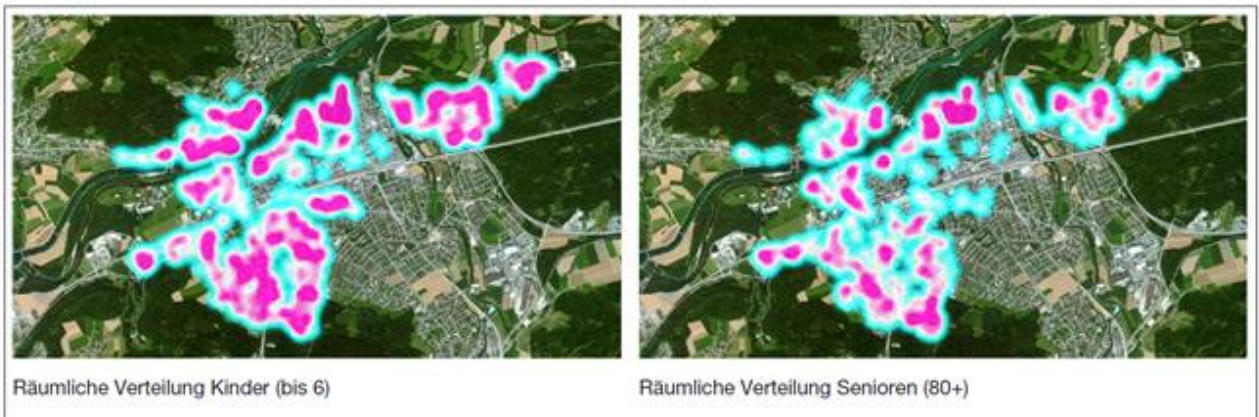 Räumliche Verteilung Kinder (bis 6)
Räumliche Verteilung Senioren (80+)